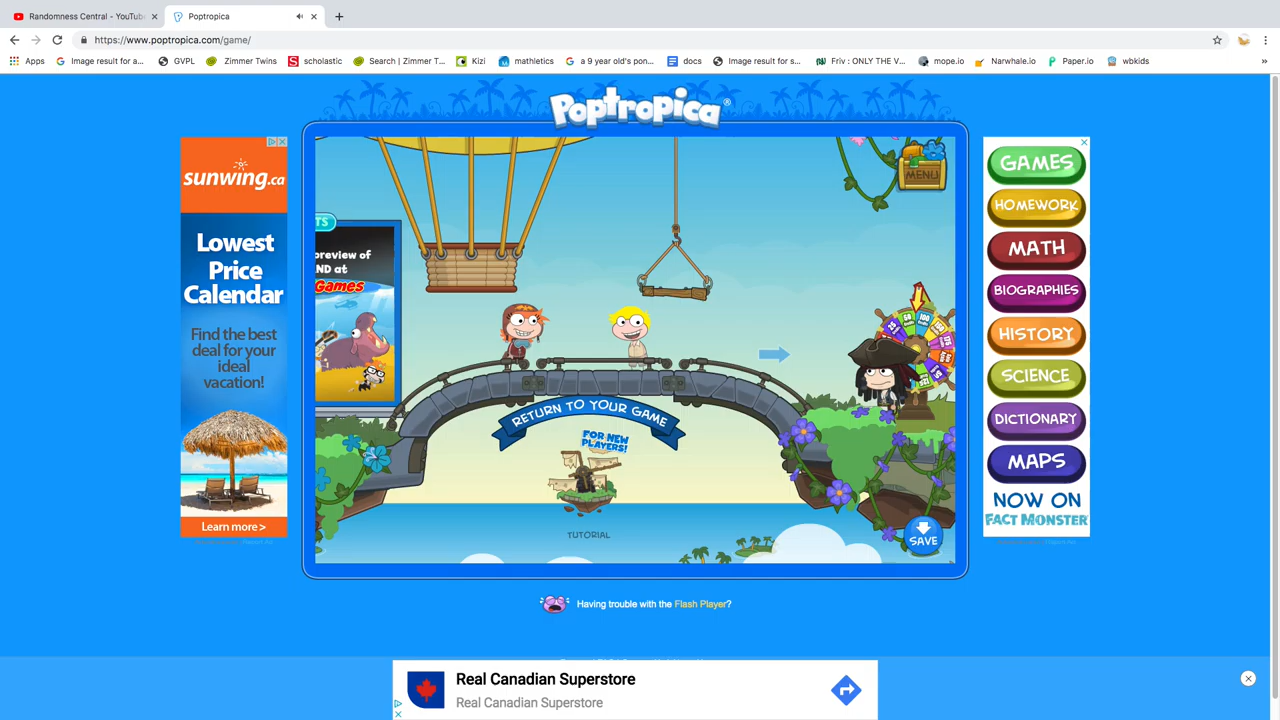 Randomness Central - YouTube
Poptropica
https://www.poptropica.com/game/
Apps
Image result for a...
GVPL
Zimmer Twins
scholastic
Search | Zimmer T...
Kizi
mathletics
a 9 year old's pon...
docs
Image result for s...
Friv : ONLY THE V...
mope.io
Narwhale.io
Paper.io
wbkids
»
Poptropica®
sunwing.ca
Lowest
Price
Calendar
Find the best
deal for your
ideal
vacation!
Learn more >
TS
preview of
ND at
Games
MENU
RETURN TO YOUR GAME
FOR NEW
PLAYERS!
TUTORIAL
SAVE
GAMES
HOMEWORK
MATH
BIOGRAPHIES
HISTORY
SCIENCE
DICTIONARY
MAPS
NOW ON
FACT MONSTER
Having trouble with the Flash Player?
Real Canadian Superstore
Real Canadian Superstore